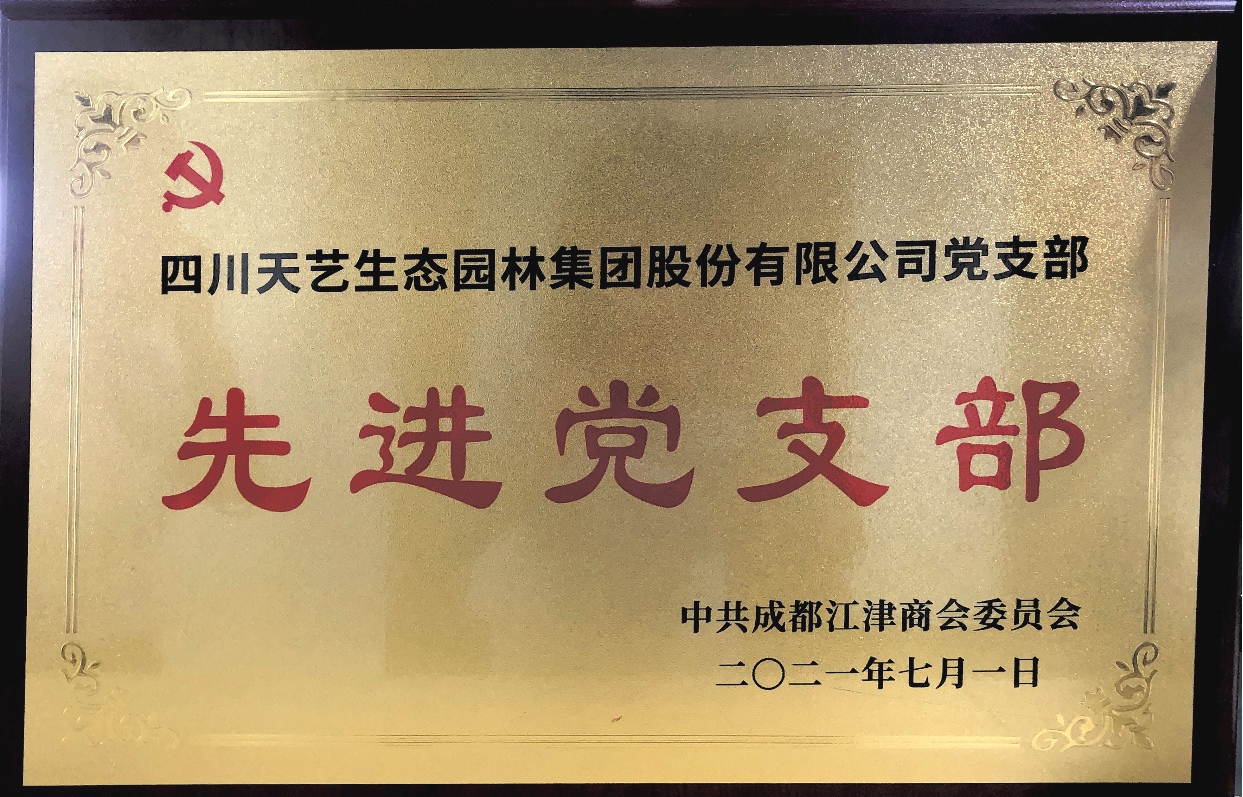 四川天艺生态园林集团股份有限公司党支部
先进党支部
中共成都江津商会委员会
二〇二一年七月一日